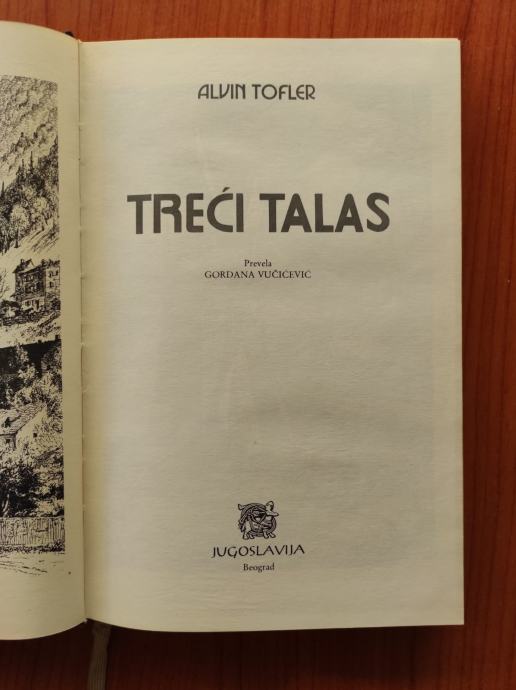 ALVIN TOFLER
TREĆI TALAS
Prevela
GORDANA VUČIĆEVIĆ
JUGOSLAVIJA
Beograd